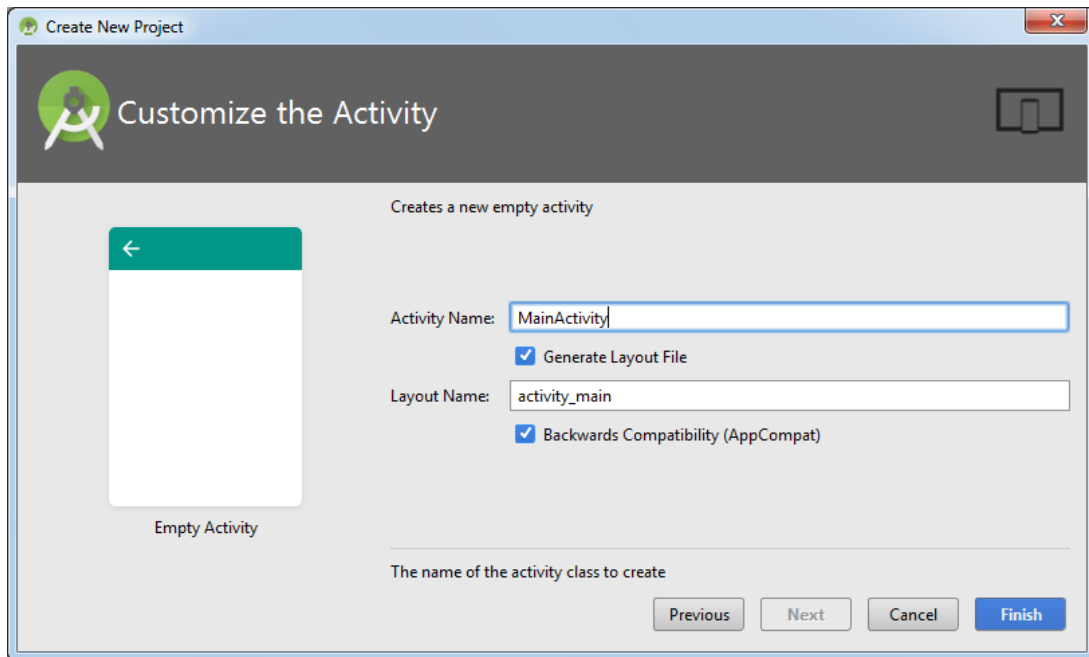 Create New Project
Customize the Activity
Creates a new empty activity
Activity Name: MainActivity
Generate Layout File
Layout Name: activity_main
Backwards Compatibility (AppCompat)
Empty Activity
The name of the activity class to create
Previous Next Cancel Finish